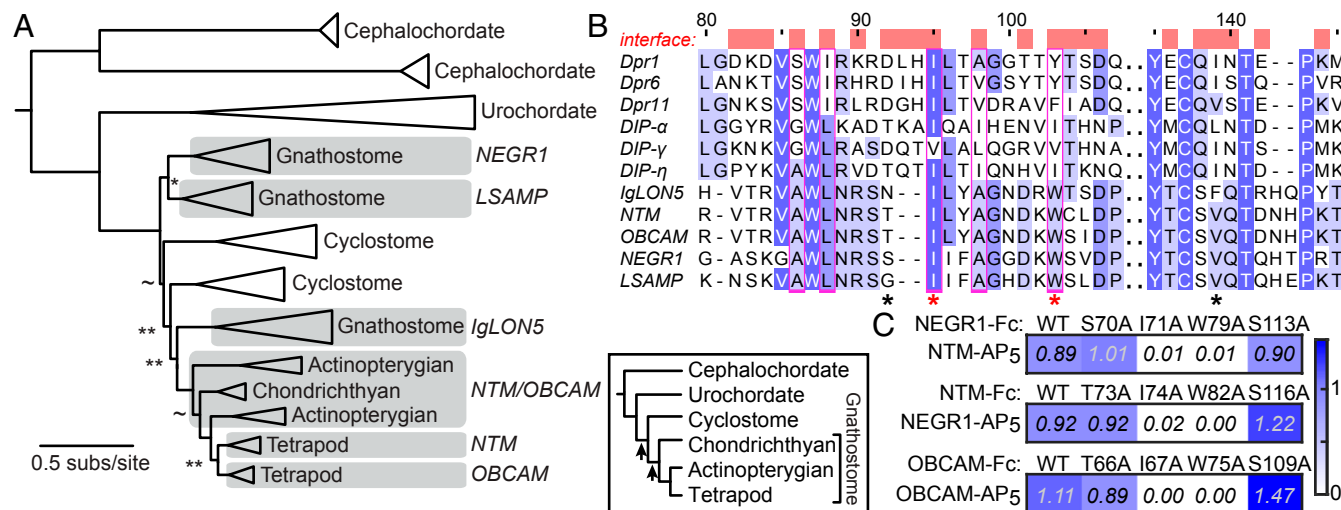 A
Cephalochordate
Cephalochordate
Urochordate
Gnathostome NEGR1
*
Gnathostome LSAMP
Cyclostome
~
Cyclostome
**
Gnathostome IgLON5
**
Actinopterygian
Chondrichthyan NTM/OBCAM
~
Actinopterygian
Tetrapod NTM
**
Tetrapod OBCAM
0.5 subs/site
Cephalochordate
Urochordate
Cyclostome
Chondrichthyan
Actinopterygian
Tetrapod
Gnathostome
B
80 90 100 140
interface:
Dpr1 LGDKDVSWIRKRDLHILTAGGTTYTSDQ..YECQINTE--PKM
Dpr6 LANKTVSWIRHRDIHILTVGSYTYTSDQ..YECQISTQ--PVR
Dpr11 LGNKSVSWIRLRDGHILTVDRAVFIADQ..YECQVSTE--PKV
DIP-α LGGYRVGWLKADTKAIQAIHENVITHNP..YMCQLNTD--PMK
DIP-γ LGKNKVGWLRASDQTVLALQGRVVTHNA..YMCQINTD--PMK
DIP-η LGPYKVAWLRVDTQTILTIQNHVITKNQ..YMCQINTD--PMK
IgLON5 H-VTRVAWLNRSN--ILYAGNDRWTSDP..YTCSFQTRHQPYT
NTM R-VTRVAWLNRST--ILYAGNDKWCLDP..YTCSVQTDNHPKT
OBCAM R-VTRVAWLNRST--ILYAGNDKWSIDP..YTCSVQTDNHPKT
NEGR1 G-ASKGAWLNRSS--IIFAGGDKWSVDP..YTCSVQTQHTPRT
LSAMP K-NSKVAWLNRSG--IIFAGHDKWSLDP..YTCSVQTQHEPKT
* * * *
C
NEGR1-Fc: WT S70A I71A W79A S113A
NTM-AP5 0.89 1.01 0.01 0.01 0.90
NTM-Fc: WT T73A I74A W82A S116A
NEGR1-AP5 0.92 0.92 0.02 0.00 1.22
OBCAM-Fc: WT T66A I67A W75A S109A
OBCAM-AP5 1.11 0.89 0.00 0.00 1.47
1
0